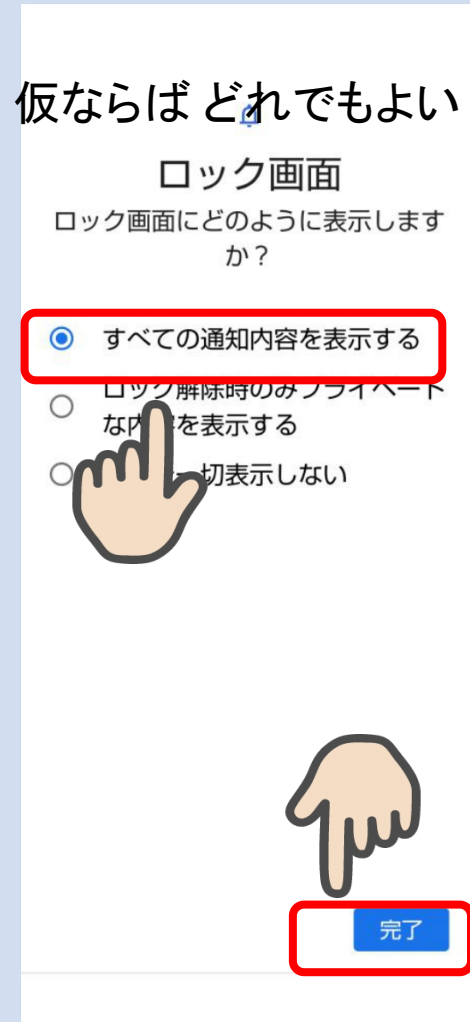 仮ならば どれでもよい
ロック画面
ロック画面にどのように表示します
か？
すべての通知内容を表示する
ロック解除時のみプライベート
な内 を表示する
一切表示しない
完了